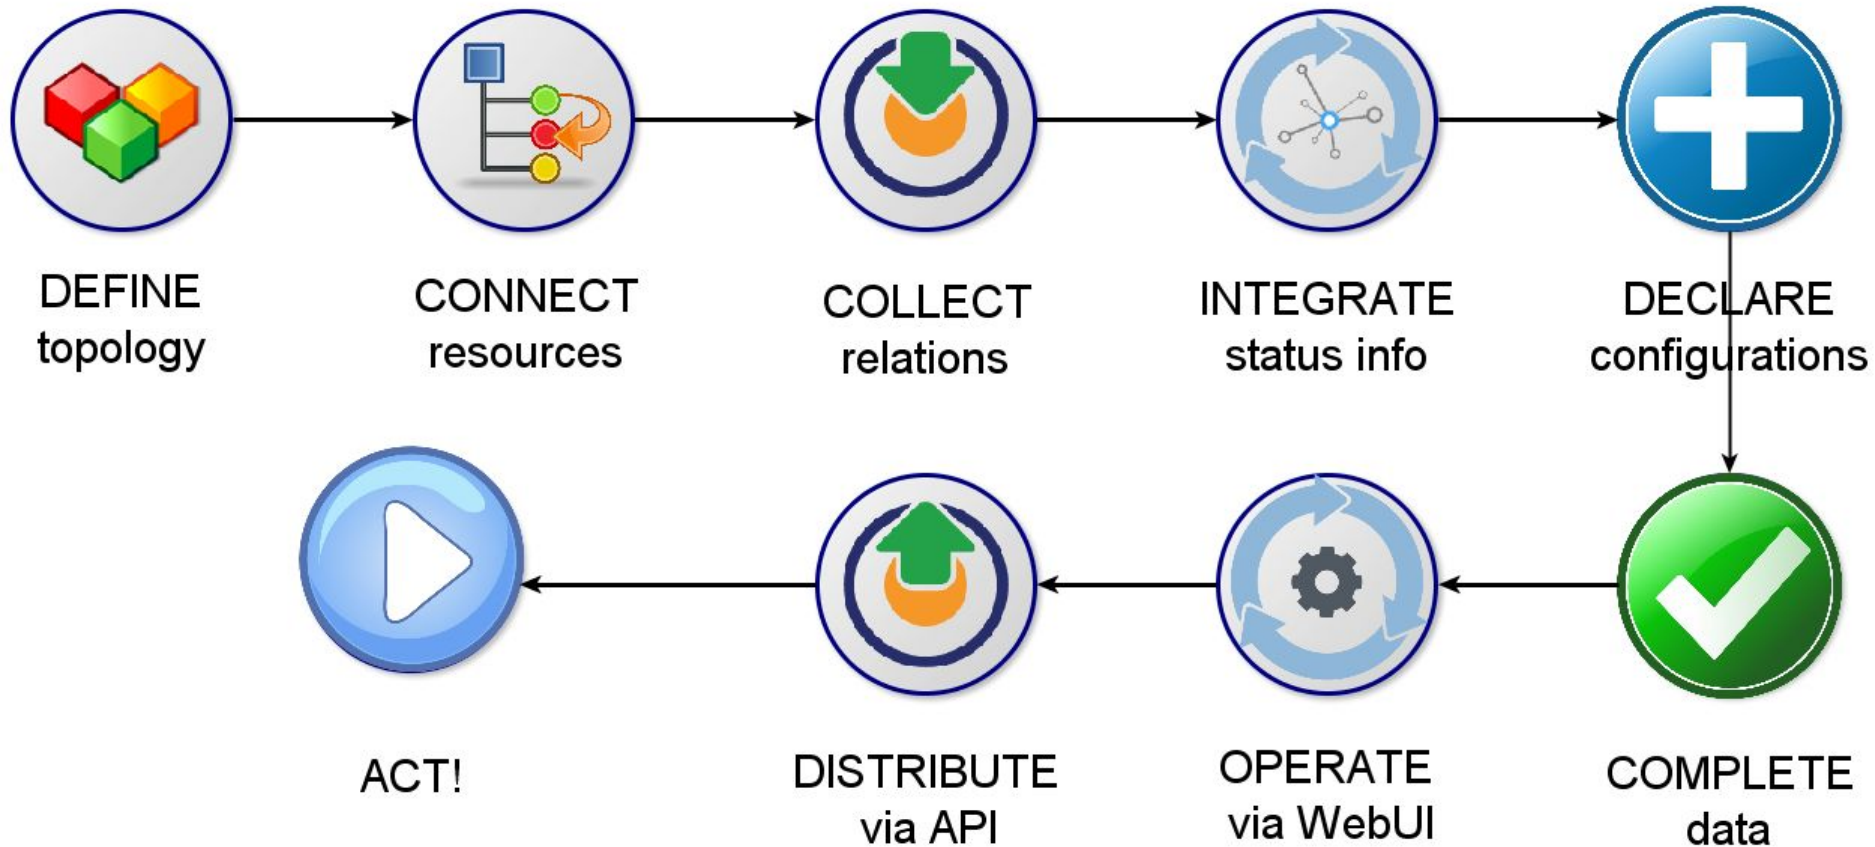 DEFINE
topology
CONNECT
resources
COLLECT
relations
INTEGRATE
status info
DECLARE
configurations
ACT!
DISTRIBUTE
via API
OPERATE
via WebUI
COMPLETE
data